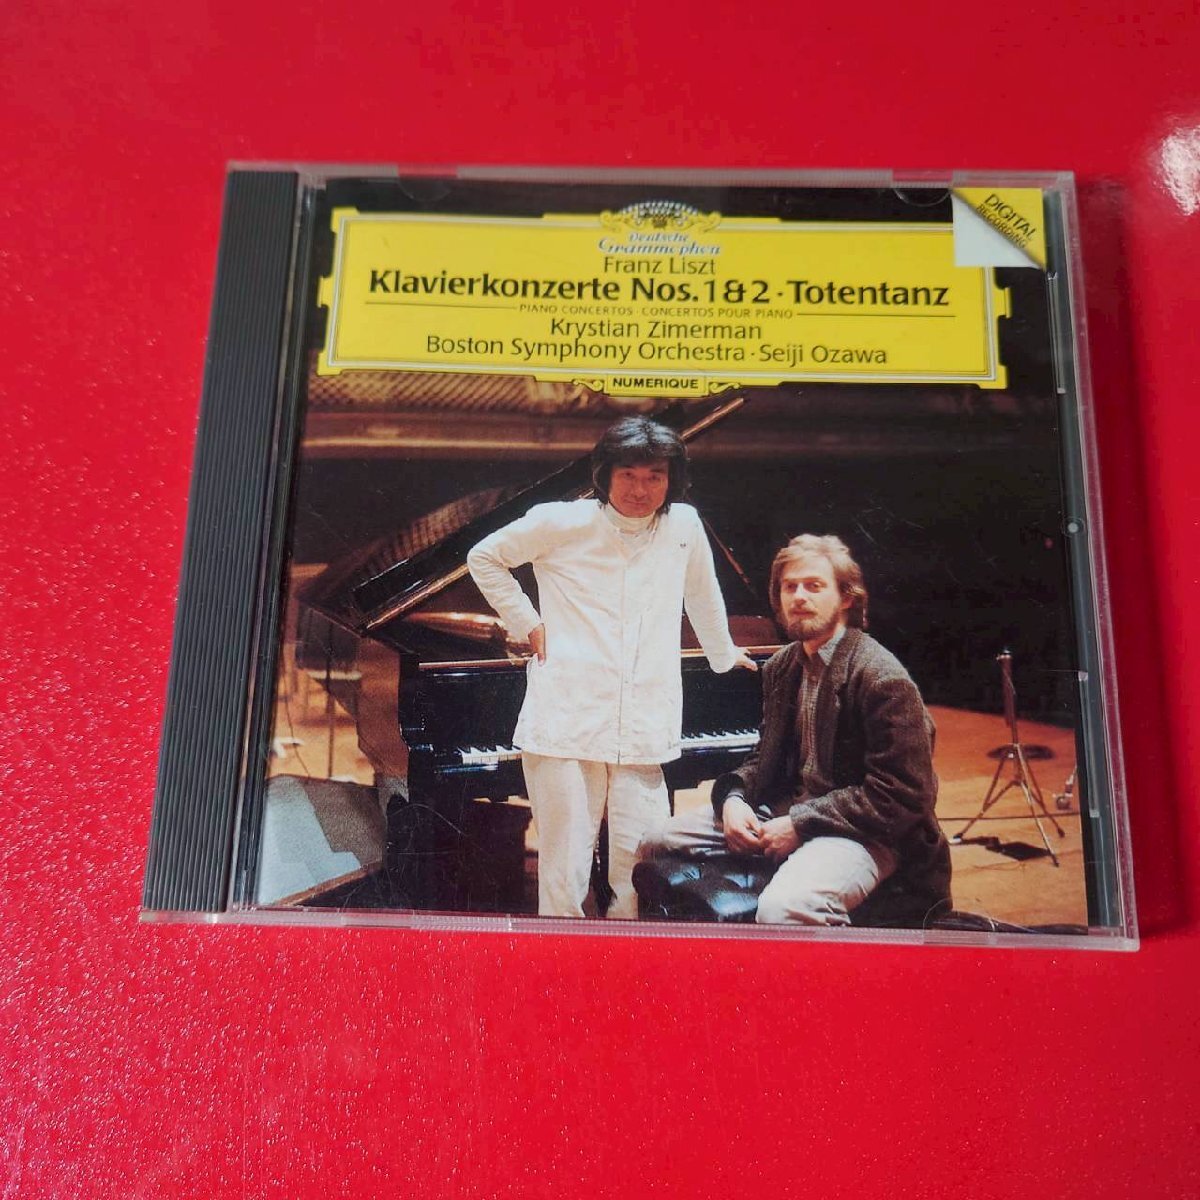 DIGITAL
RECORDING
Deutsche
Grammophon
Franz Liszt
Klavierkonzerte Nos. 1 & 2 · Totentanz
PIANO CONCERTOS · CONCERTOS POUR PIANO
Krystian Zimerman
Boston Symphony Orchestra · Seiji Ozawa
NUMERIQUE